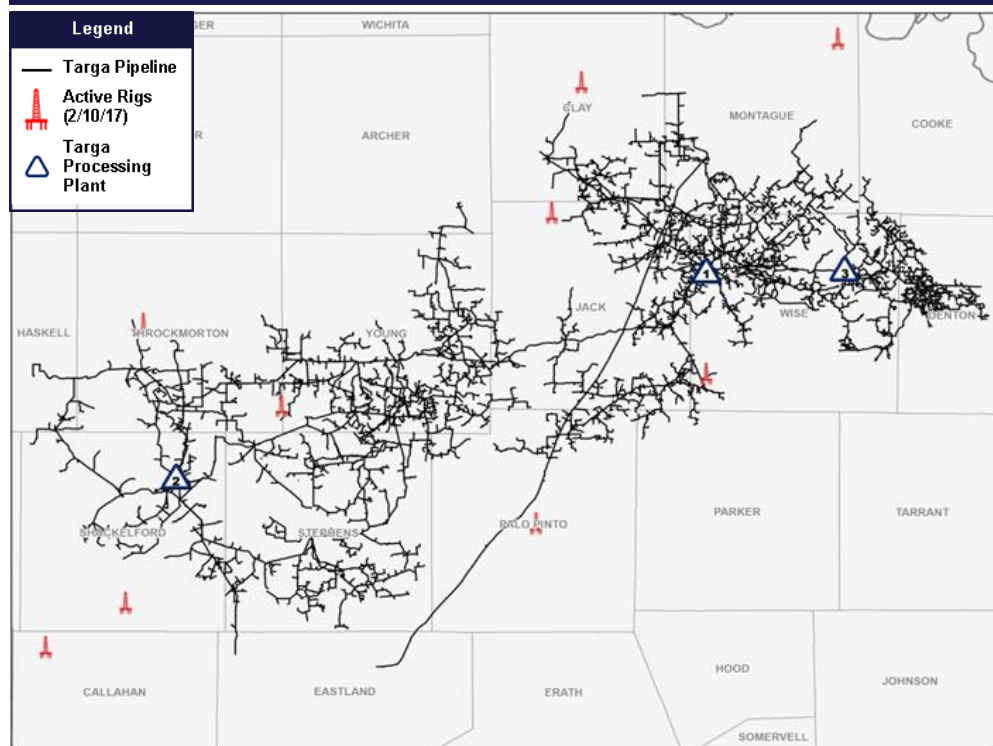 Legend
Targa Pipeline
Active Rigs
(2/10/17)
Targa
Processing
Plant
GER
WICHITA
CLAY
MONTAGUE
COOKE
R
ARCHER
1
3
HASKELL
THROCKMORTON
YOUNG
JACK
WISE
DENTON
2
SHACKELFORD
STEPHENS
PALO PINTO
PARKER
TARRANT
CALLAHAN
EASTLAND
ERATH
HOOD
JOHNSON
SOMERVELL